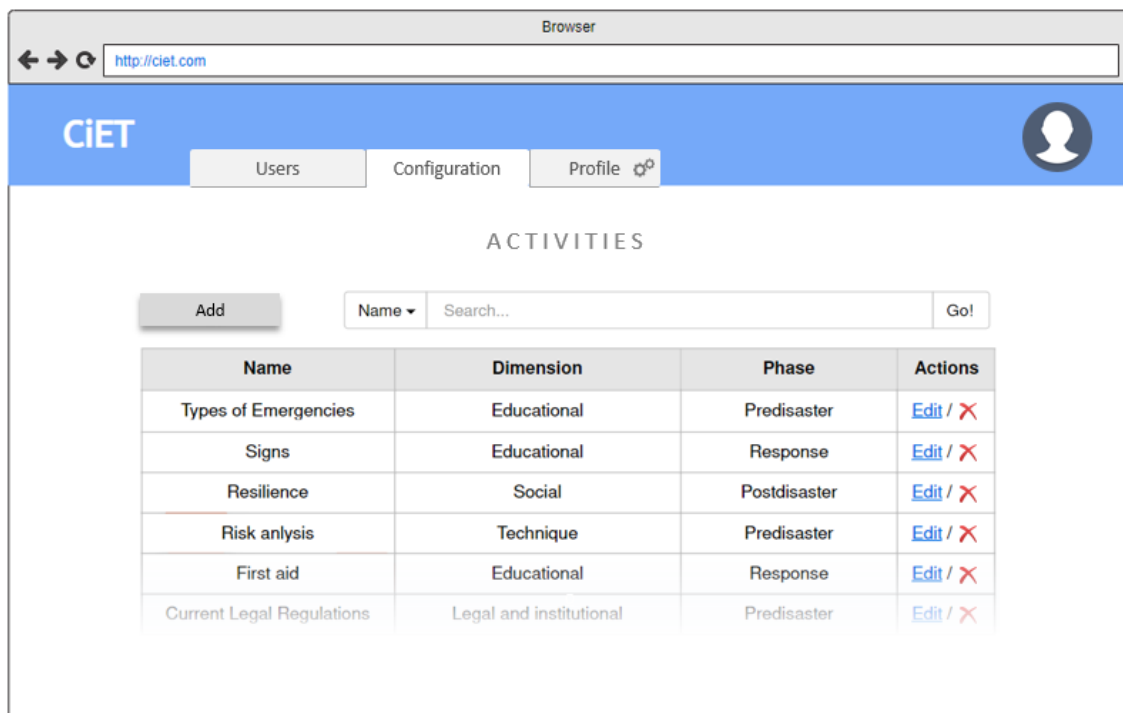 Browser
http://ciet.com
CiET
Users Configuration Profile
ACTIVITIES
Add Name Search... Go!
Name Dimension Phase Actions
Types of Emergencies Educational Predisaster Edit /
Signs Educational Response Edit /
Resilience Social Postdisaster Edit /
Risk anlysis Technique Predisaster Edit /
First aid Educational Response Edit /
Current Legal Regulations Legal and institutional Predisaster Edit /